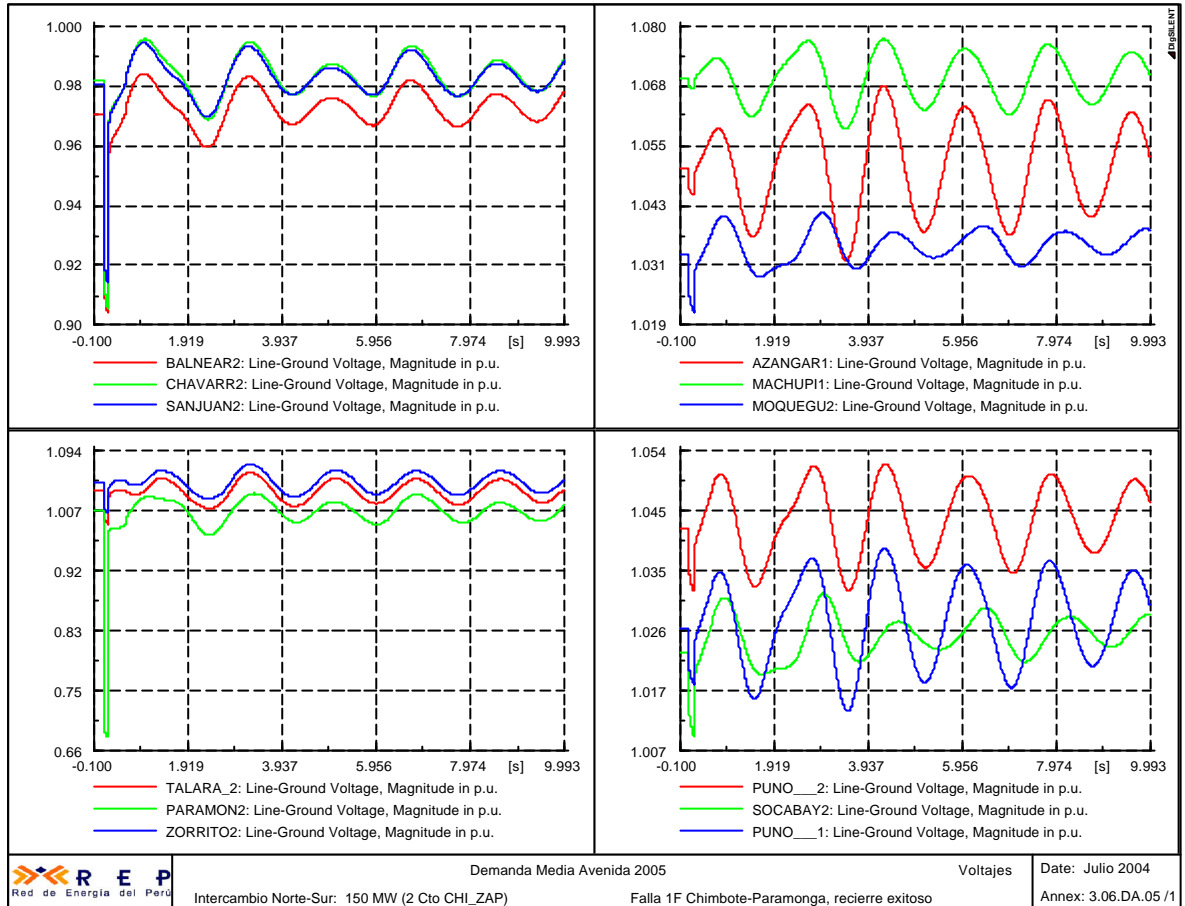 1.000
0.98
0.96
0.94
0.92
0.90
-0.100 1.919 3.937 5.956 7.974 [s] 9.993
BALNEAR2: Line-Ground Voltage, Magnitude in p.u.
CHAVARR2: Line-Ground Voltage, Magnitude in p.u.
SANJUAN2: Line-Ground Voltage, Magnitude in p.u.
1.080
1.068
1.055
1.043
1.031
1.019
-0.100 1.919 3.937 5.956 7.974 [s] 9.993
AZANGAR1: Line-Ground Voltage, Magnitude in p.u.
MACHUPI1: Line-Ground Voltage, Magnitude in p.u.
MOQUEGU2: Line-Ground Voltage, Magnitude in p.u.
DIgSILENT
1.094
1.007
0.92
0.83
0.75
0.66
-0.100 1.919 3.937 5.956 7.974 [s] 9.993
TALARA_2: Line-Ground Voltage, Magnitude in p.u.
PARAMON2: Line-Ground Voltage, Magnitude in p.u.
ZORRITO2: Line-Ground Voltage, Magnitude in p.u.
1.054
1.045
1.035
1.026
1.017
1.007
-0.100 1.919 3.937 5.956 7.974 [s] 9.993
PUNO___2: Line-Ground Voltage, Magnitude in p.u.
SOCABAY2: Line-Ground Voltage, Magnitude in p.u.
PUNO___1: Line-Ground Voltage, Magnitude in p.u.
R E P
Red de Energía del Perú
Demanda Media Avenida 2005 Voltajes
Intercambio Norte-Sur: 150 MW (2 Cto CHI_ZAP) Falla 1F Chimbote-Paramonga, recierre exitoso
Date: Julio 2004
Annex: 3.06.DA.05 /1